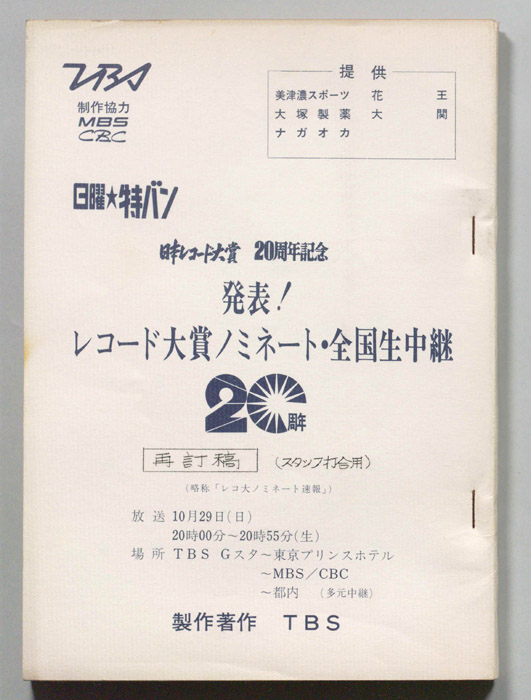 TBS
制作協力
MBS
CBC
提供
美津濃スポーツ 花王
大塚製薬 大関
ナガオカ
日曜★特バン
日本レコード大賞 20周年記念
発表!
レコード大賞ノミネート・全国生中継
20周年
再訂稿 (スタッフ打合用)
(略称「レコ大ノミネート速報」)
放送 10月29日(日)
20時00分〜20時55分(生)
場所 TBS Gスタ〜東京プリンスホテル
〜MBS/CBC
〜都内 (多元中継)
製作著作 TBS